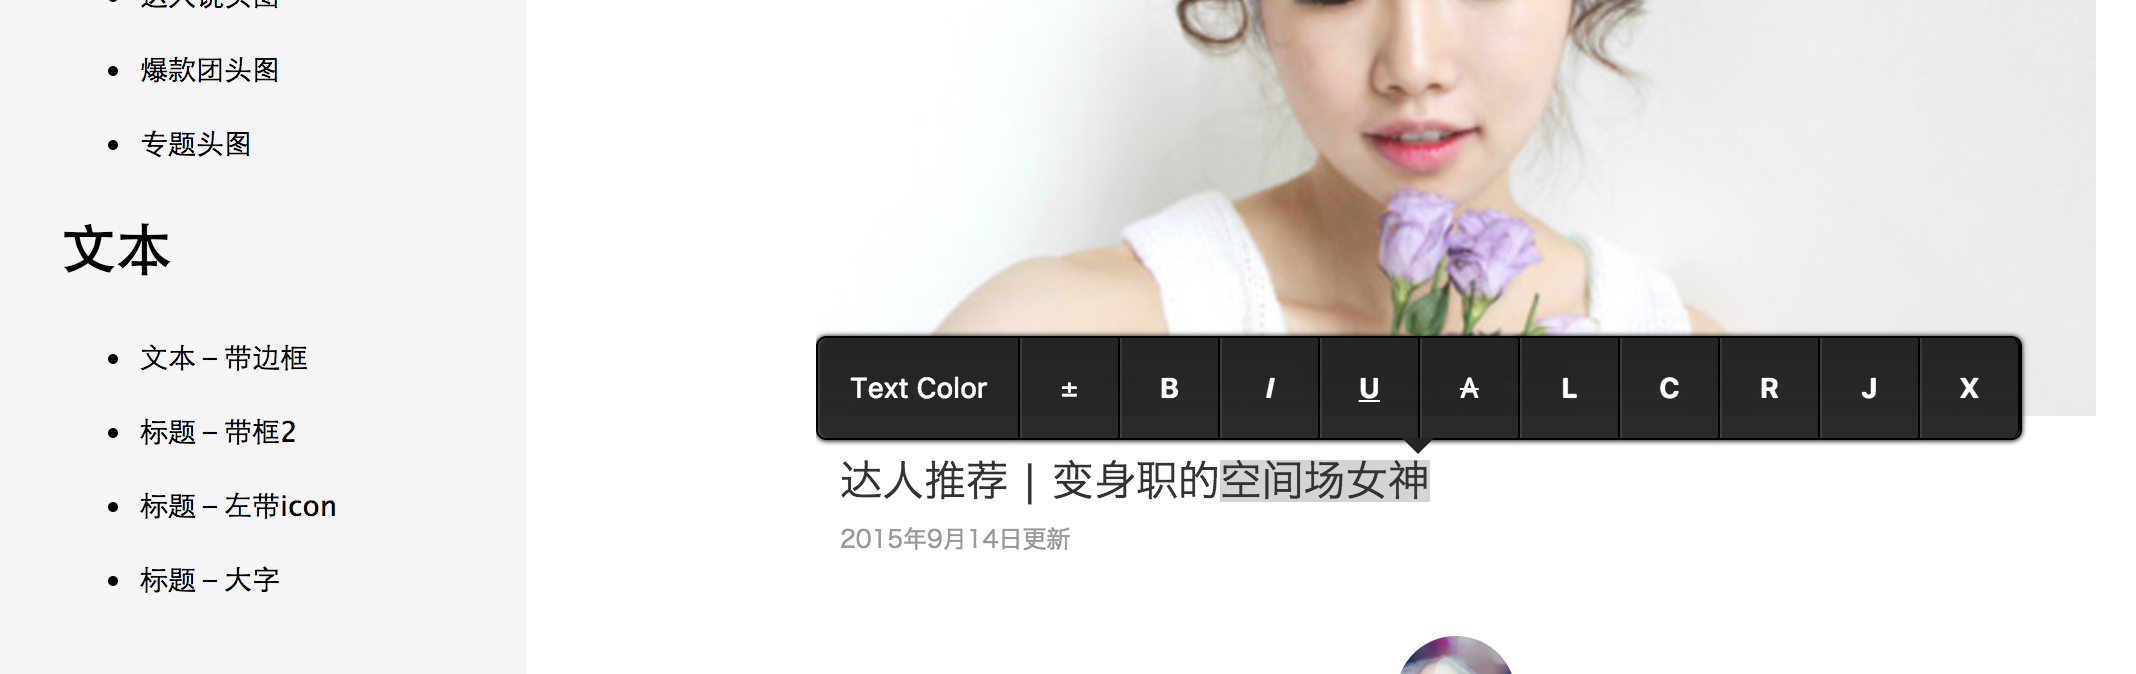 爆款团头图
专题头图
文本
文本 – 带边框
标题 – 带框2
标题 – 左带icon
标题 – 大字
Text Color ± B I U A L C R J X
达人推荐 | 变身职的空间场女神
2015年9月14日更新